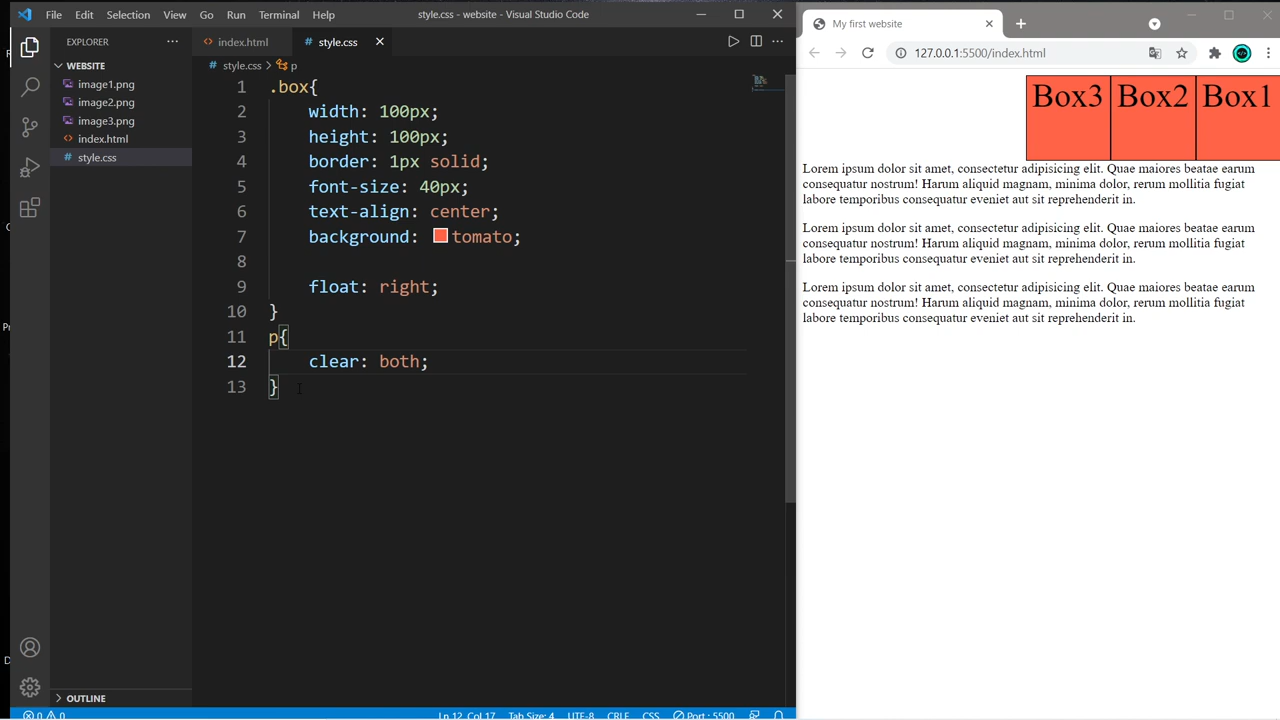 File Edit Selection View Go Run Terminal Help
style.css - website - Visual Studio Code
EXPLORER
WEBSITE
image1.png
image2.png
image3.png
index.html
style.css
OUTLINE
index.html
style.css
style.css > p
1 .box{
2 width: 100px;
3 height: 100px;
4 border: 1px solid;
5 font-size: 40px;
6 text-align: center;
7 background: tomato;
8
9 float: right;
10 }
11 p{
12 clear: both;
13 }
0 0
Ln 12, Col 17 Tab Size: 4 UTF-8 CRLF CSS Port : 5500
My first website
127.0.0.1:5500/index.html
Box3 Box2 Box1
Lorem ipsum dolor sit amet, consectetur adipisicing elit. Quae maiores beatae earum
consequatur nostrum! Harum aliquid magnam, minima dolor, rerum mollitia fugiat
labore temporibus consequatur eveniet aut sit reprehenderit in.
Lorem ipsum dolor sit amet, consectetur adipisicing elit. Quae maiores beatae earum
consequatur nostrum! Harum aliquid magnam, minima dolor, rerum mollitia fugiat
labore temporibus consequatur eveniet aut sit reprehenderit in.
Lorem ipsum dolor sit amet, consectetur adipisicing elit. Quae maiores beatae earum
consequatur nostrum! Harum aliquid magnam, minima dolor, rerum mollitia fugiat
labore temporibus consequatur eveniet aut sit reprehenderit in.